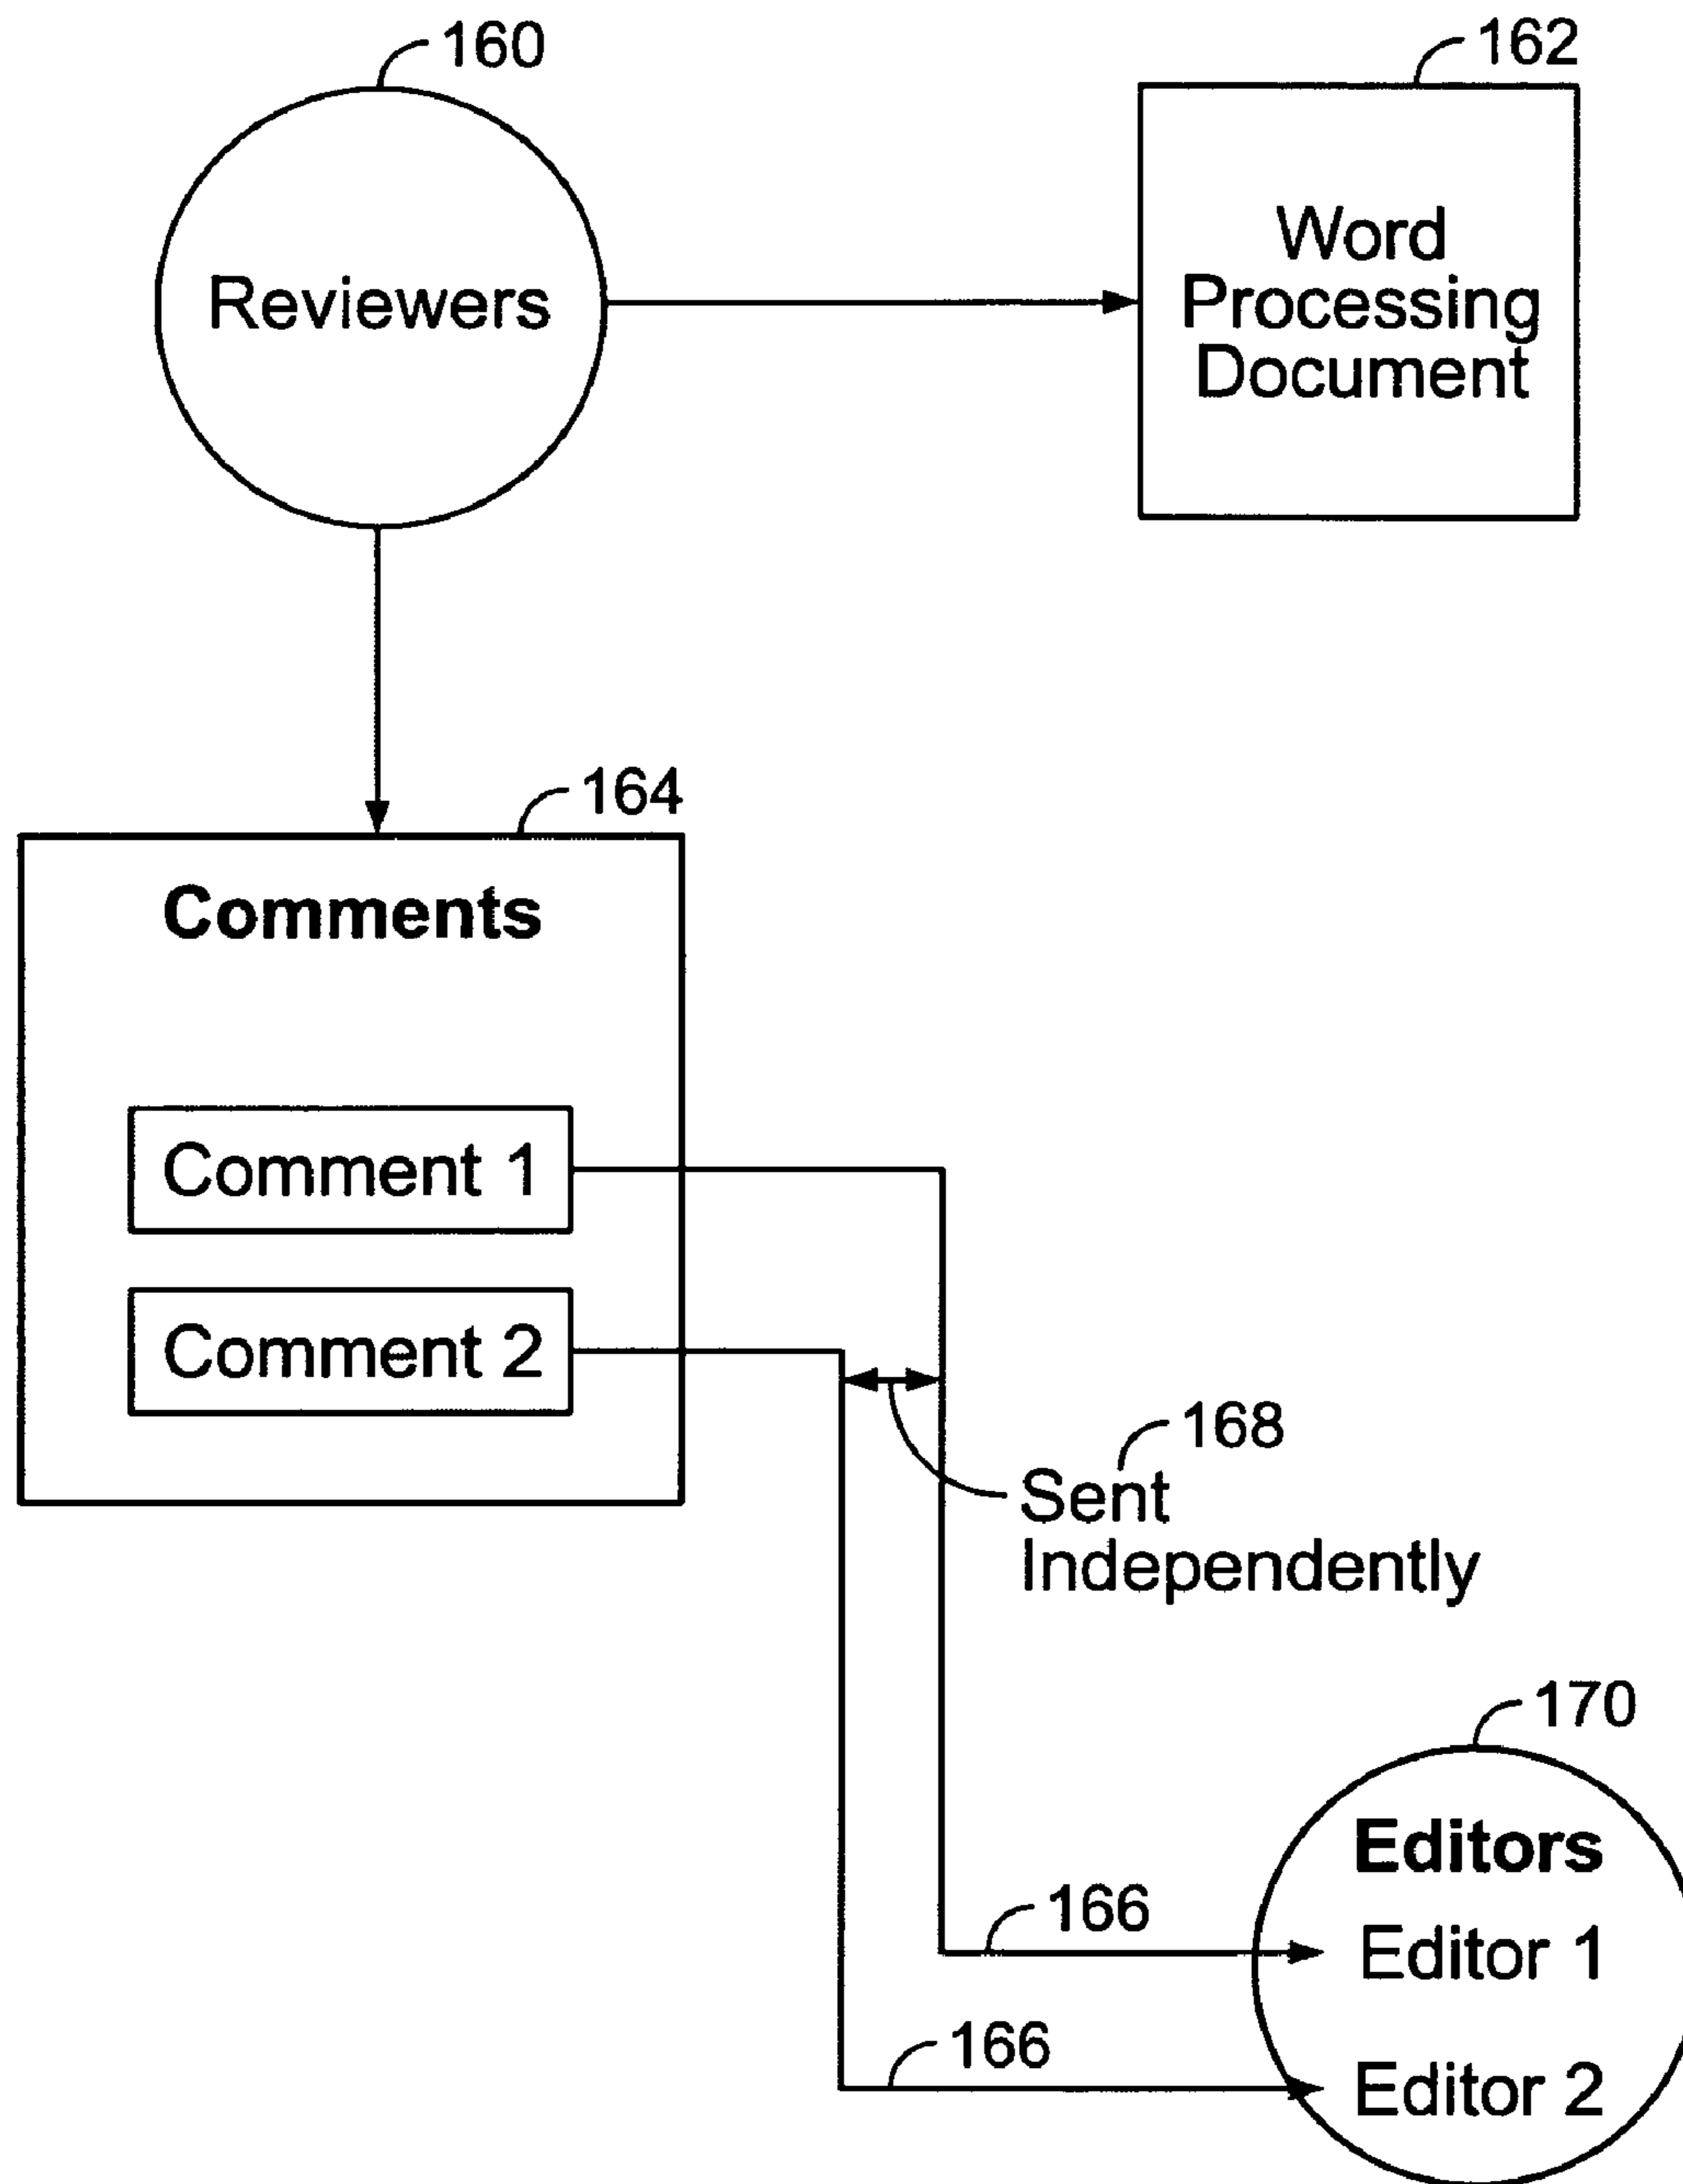 160
162
Reviewers
Word
Processing
Document
164
Comments
Comment 1
Comment 2
168
Sent
Independently
170
Editors
166
Editor 1
166
Editor 2